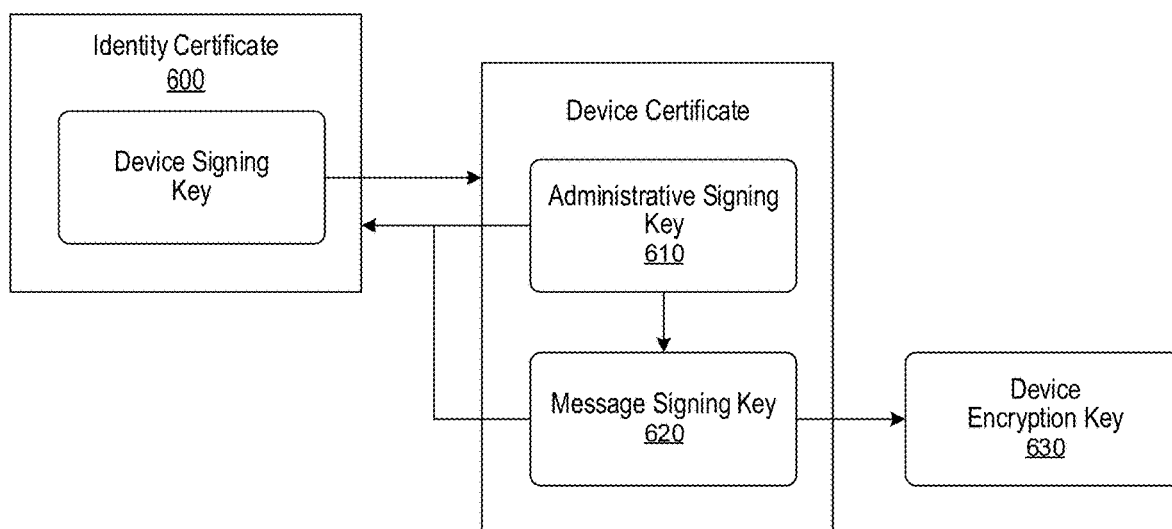 Identity Certificate
600
Device Signing
Key
Device Certificate
Administrative Signing
Key
610
Message Signing Key
620
Device
Encryption Key
630